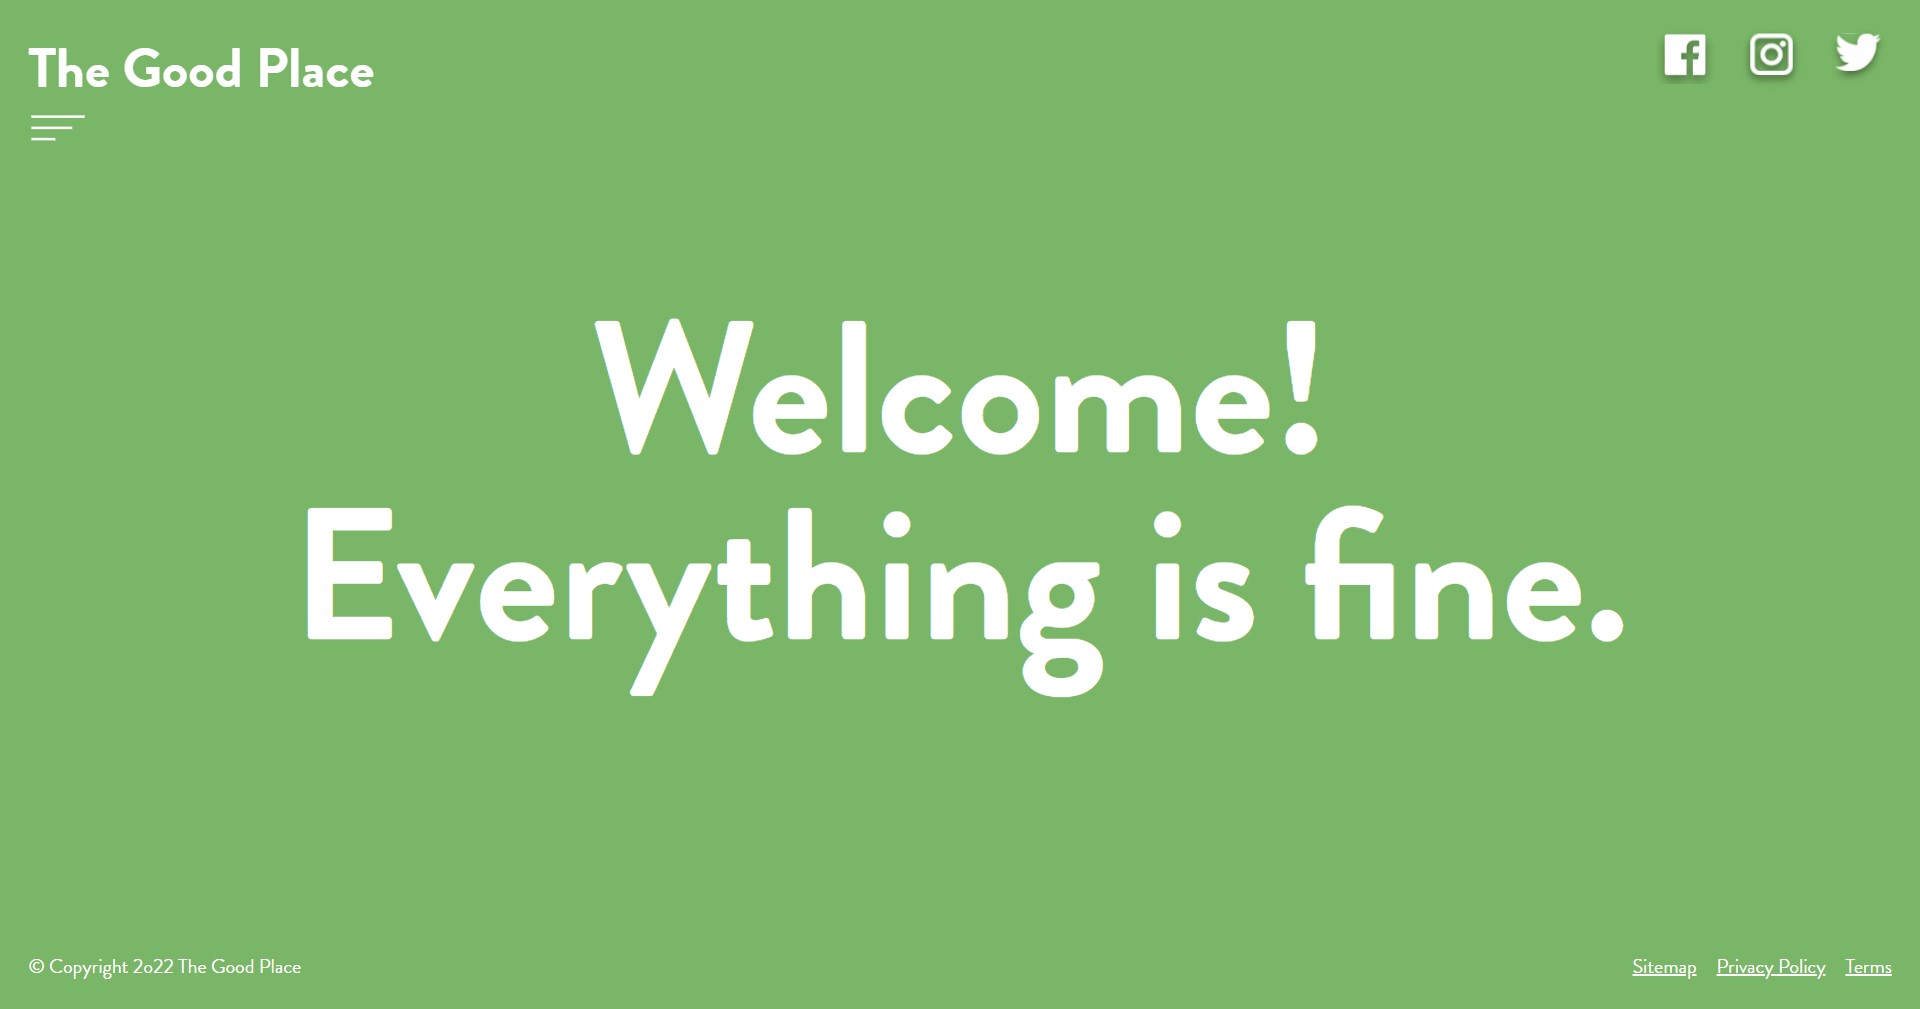 The Good Place
Welcome!
Everything is fine.
© Copyright 2022 The Good Place
Sitemap Privacy Policy Terms